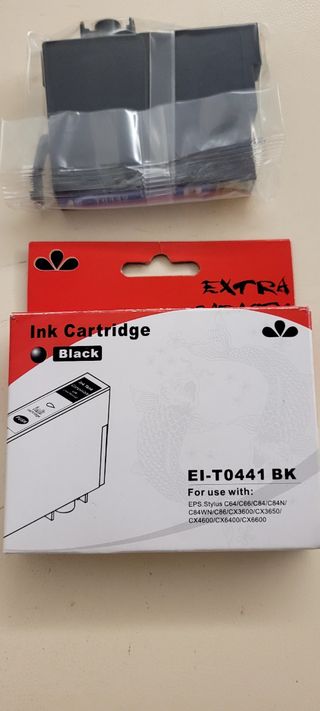 EXTRA
Ink Cartridge
Black
EI-T0441 BK
For use with:
EPS.Stylus C64/C66/C84/C84N/
C84WN/C86/CX3600/CX3650/
CX4600/CX6400/CX6600